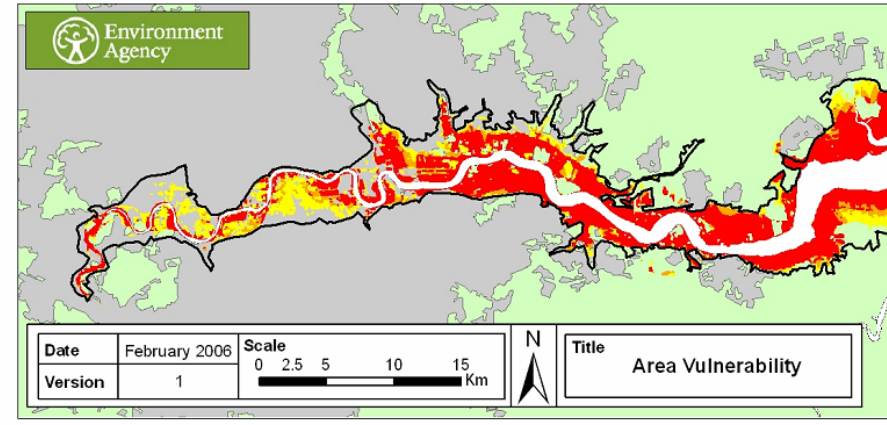 Environment
Agency
Date
February 2006
Version
1
Scale
0 2.5 5 10 15
Km
N
Title
Area Vulnerability